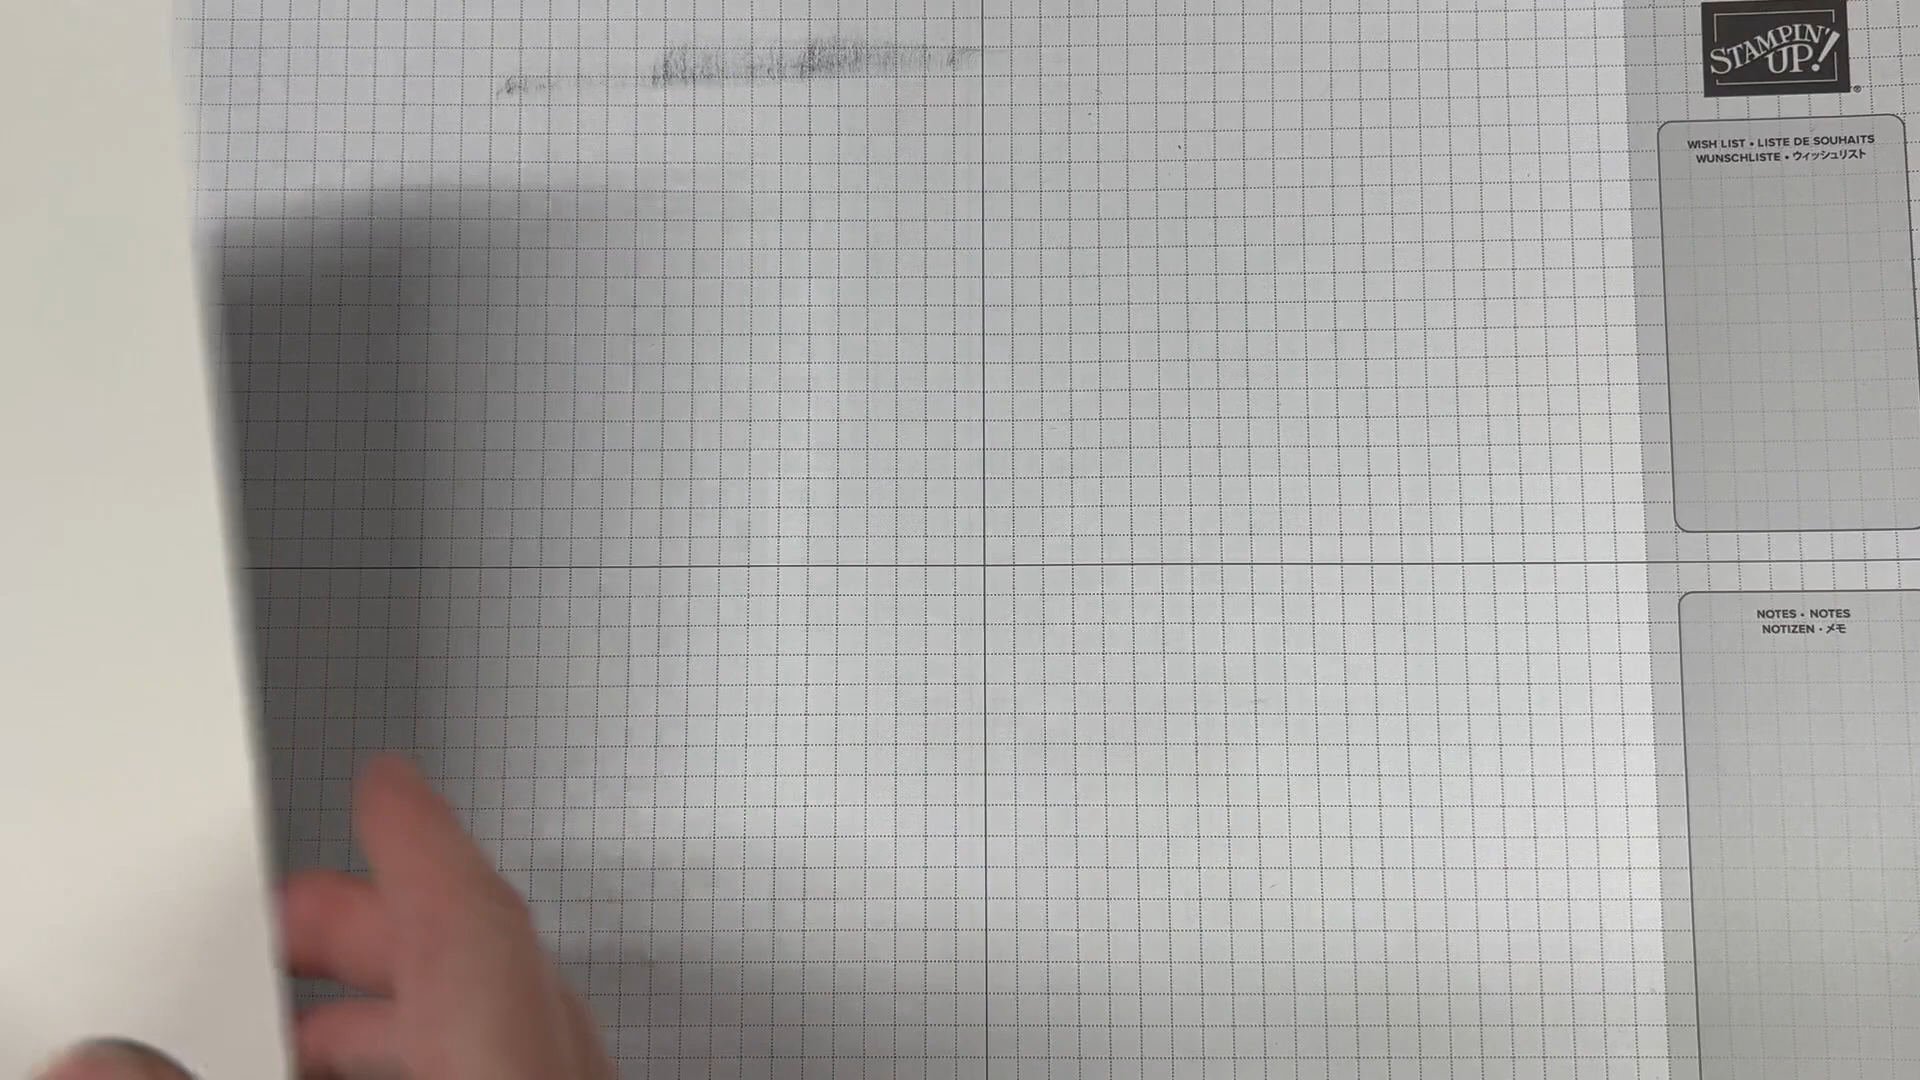 STAMPIN'
UP!®
WISH LIST • LISTE DE SOUHAITS
WUNSCHLISTE • ウィッシュリスト
NOTES • NOTES
NOTIZEN • メモ